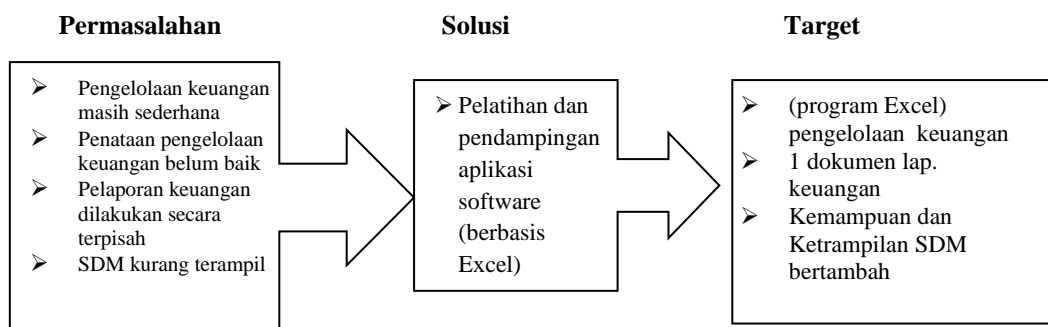 Permasalahan
Solusi
Target
➢ Pengelolaan keuangan
masih sederhana
➢ Penataan pengelolaan
keuangan belum baik
➢ Pelaporan keuangan
dilakukan secara
terpisah
➢ SDM kurang terampil
➢ Pelatihan dan
pendampingan
aplikasi
software
(berbasis
Excel)
➢ (program Excel)
pengelolaan keuangan
➢ 1 dokumen lap.
keuangan
➢ Kemampuan dan
Ketrampilan SDM
bertambah